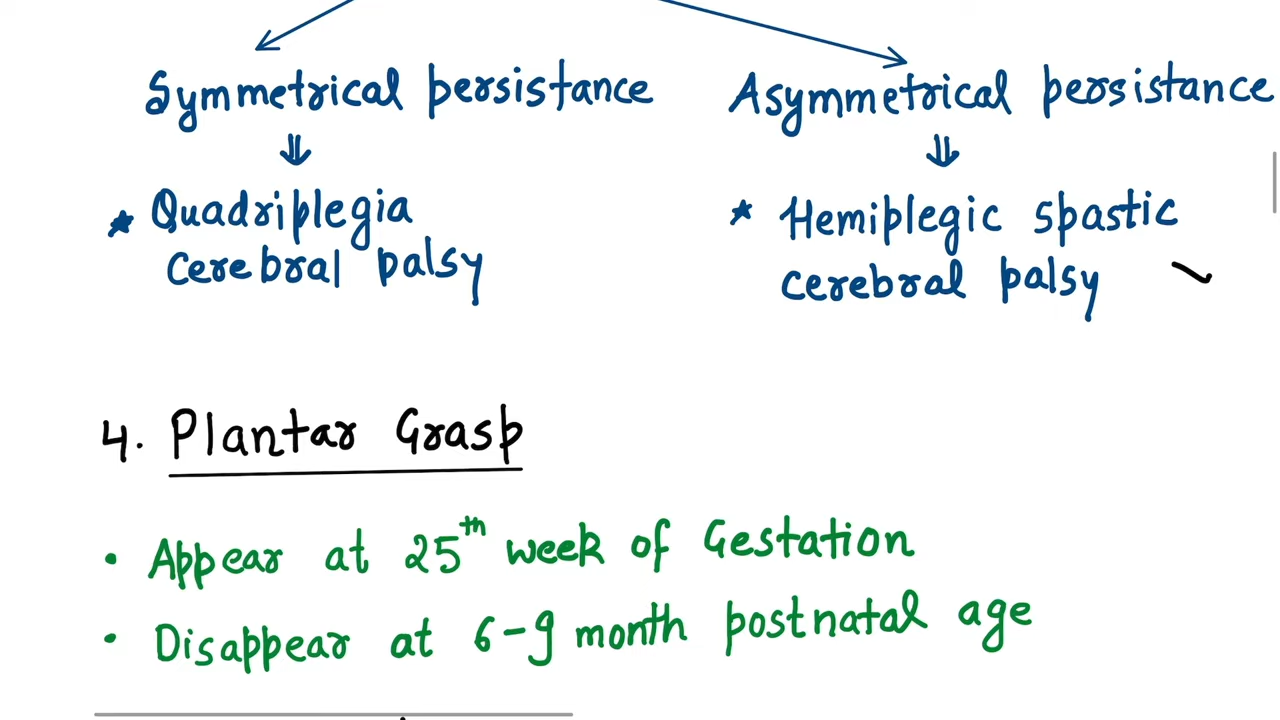 Symmetrical persistance
Asymmetrical persistance
⇓
⇓
* Quadriplegia
cerebral palsy
* Hemiplegic spastic
cerebral palsy
4. Plantar Grasp
• Appear at 25th week of Gestation
• Disappear at 6-9 month postnatal age